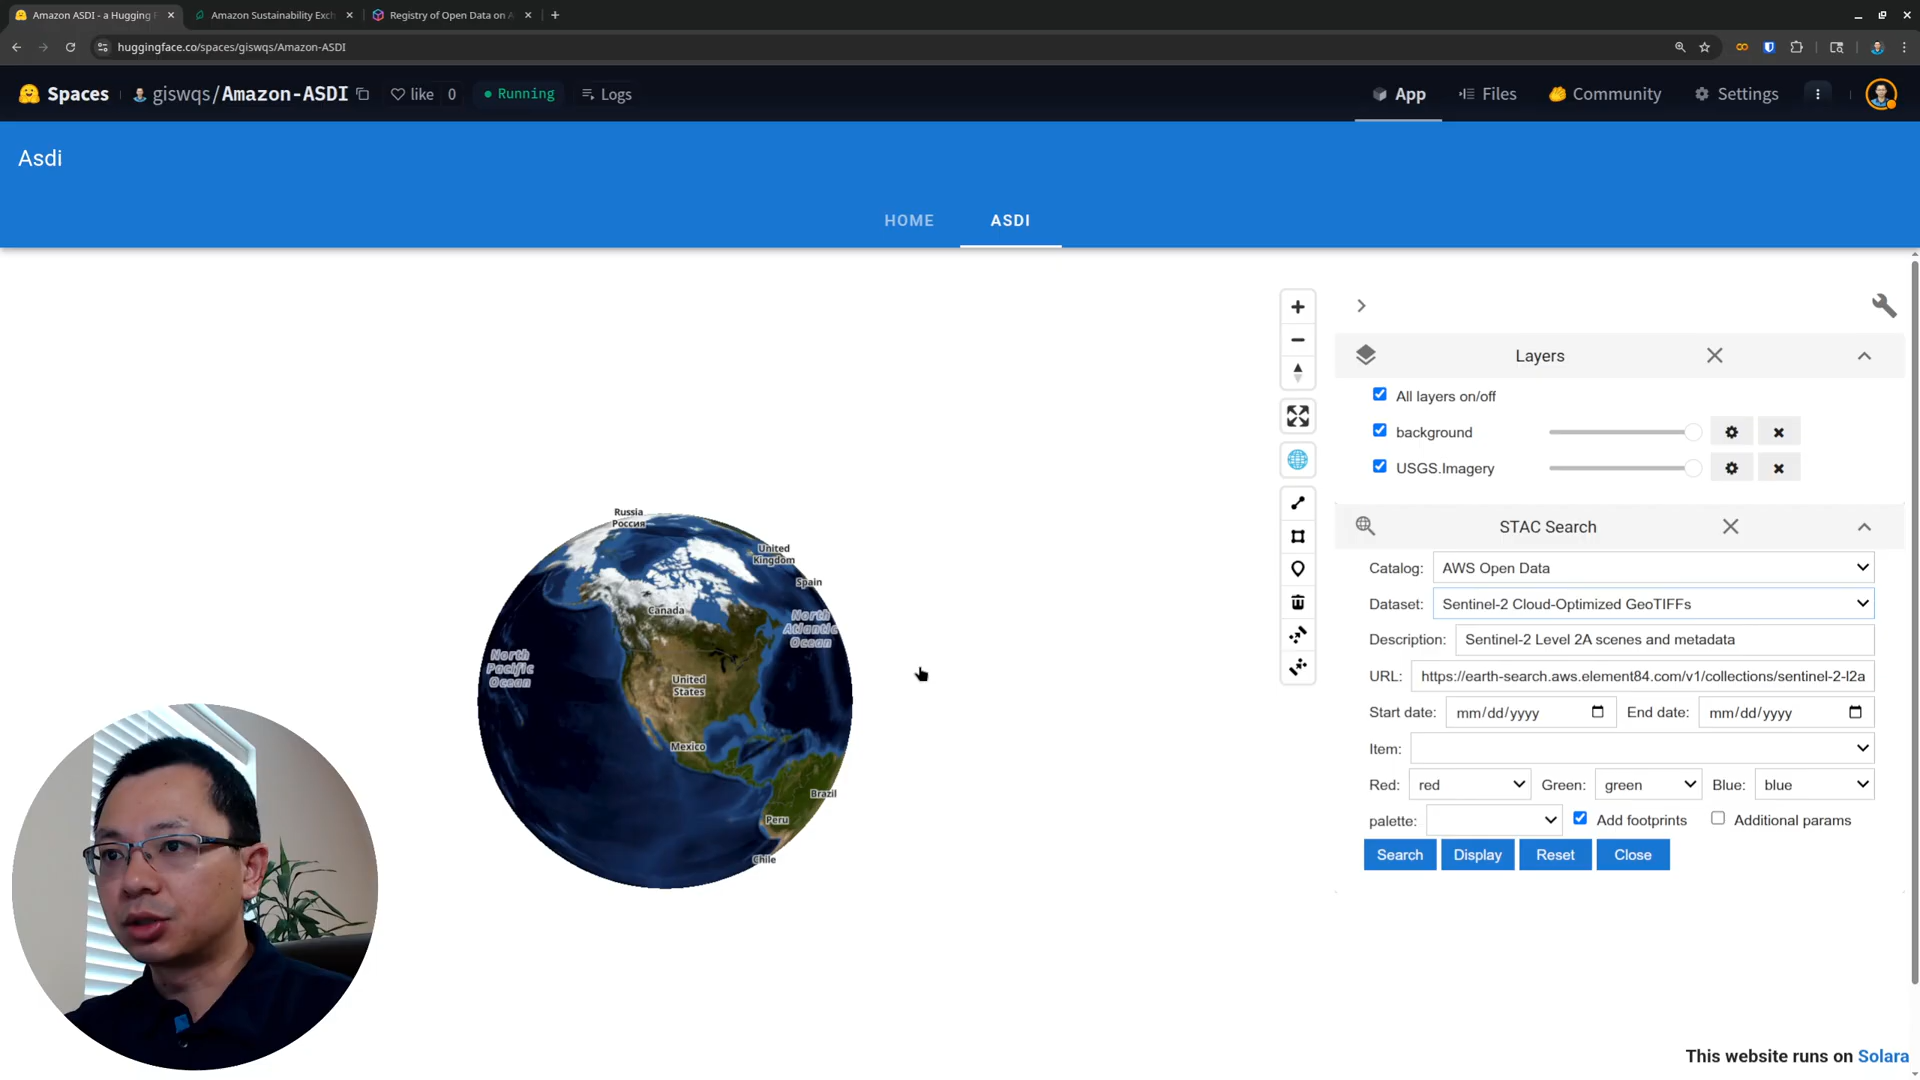 Amazon ASDI - a Hugging F
Amazon Sustainability Exch
Registry of Open Data on A
huggingface.co/spaces/giswqs/Amazon-ASDI
Spaces giswqs/Amazon-ASDI like 0 Running Logs App Files Community Settings
Asdi
HOME ASDI
Layers
All layers on/off
background
USGS.Imagery
STAC Search
Catalog: AWS Open Data
Dataset: Sentinel-2 Cloud-Optimized GeoTIFFs
Description: Sentinel-2 Level 2A scenes and metadata
URL: https://earth-search.aws.element84.com/v1/collections/sentinel-2-l2a
Start date: mm/dd/yyyy End date: mm/dd/yyyy
Item:
Red: red Green: green Blue: blue
palette: Add footprints Additional params
Search Display Reset Close
Russia
Россия
United
Kingdom
Spain
Canada
North
Atlantic
Ocean
North
Pacific
Ocean
United
States
Mexico
Brazil
Peru
Chile
This website runs on Solara